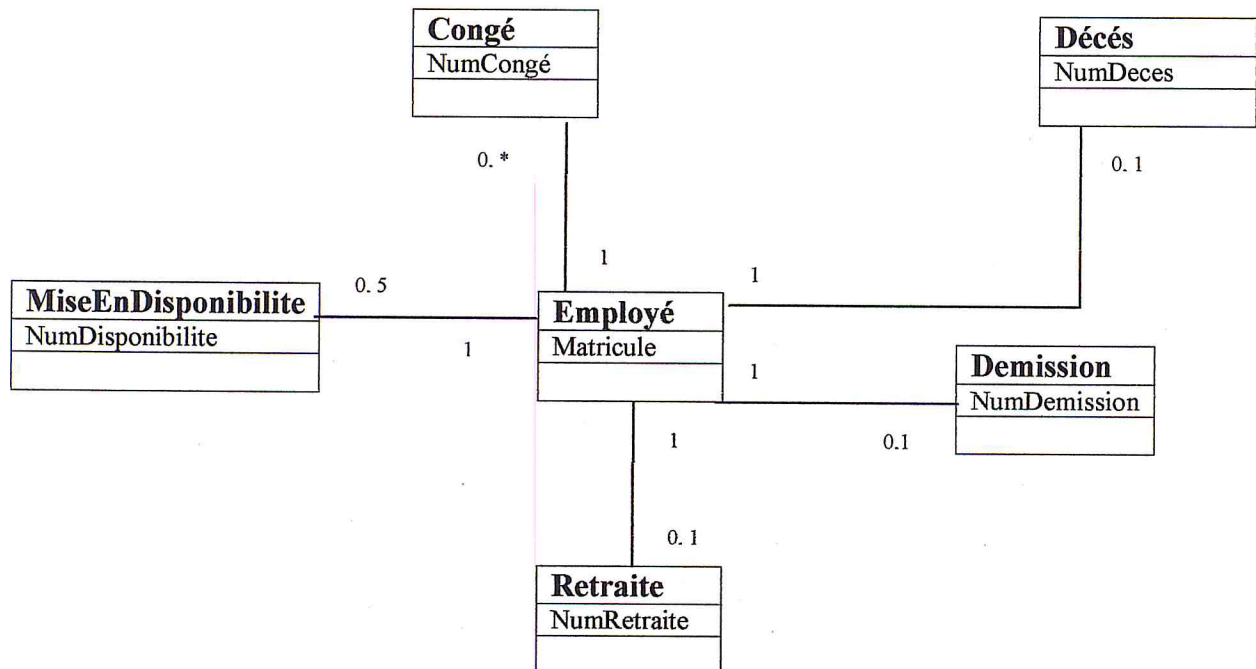 Congé
NumCongé
Décés
NumDeces
0. *
0. 1
1
1
0. 5
MiseEnDisponibilite
NumDisponibilite
1
Employé
Matricule
1
Demission
NumDemission
0.1
1
0. 1
Retraite
NumRetraite